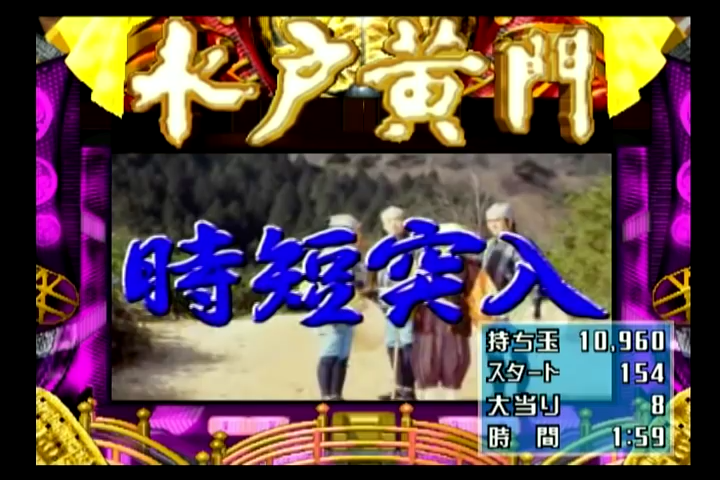 水戸黄門
時短突入
持ち玉 10,960
スタート 154
大当り 8
時間 1:59